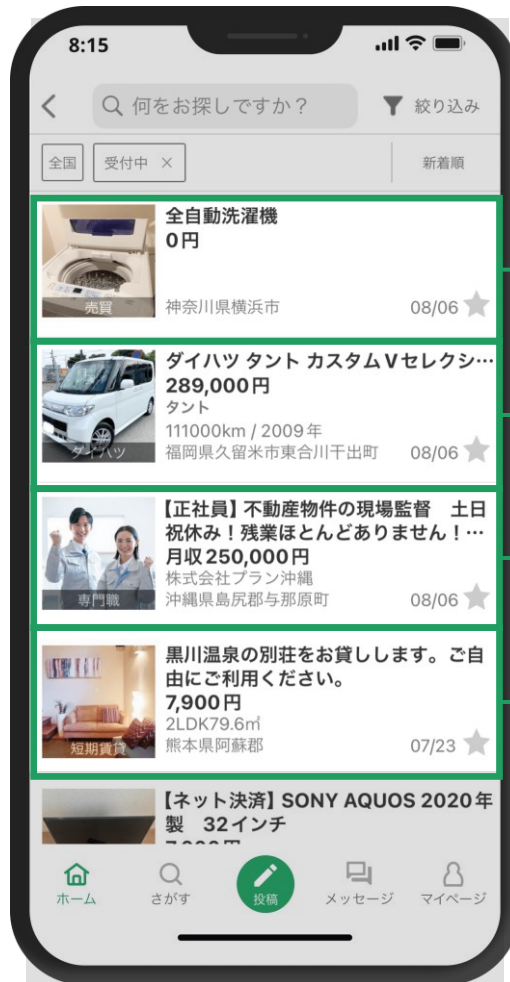 8:15
何をお探しですか？
絞り込み
全国
受付中 ×
新着順
全自動洗濯機
0円
売買
神奈川県横浜市
08/06
ダイハツ タント カスタムVセレクシ…
289,000円
タント
111000km / 2009年
ダイハツ
福岡県久留米市東合川干出町
08/06
【正社員】不動産物件の現場監督　土日
祝休み！残業ほとんどありません！…
月収250,000円
株式会社プラン沖縄
専門職
沖縄県島尻郡与那原町
08/06
黒川温泉の別荘をお貸しします。ご自
由にご利用ください。
7,900円
2LDK79.6㎡
短期賃貸
熊本県阿蘇郡
07/23
【ネット決済】SONY AQUOS 2020年
製　32インチ
ホーム
さがす
投稿
メッセージ
マイページ